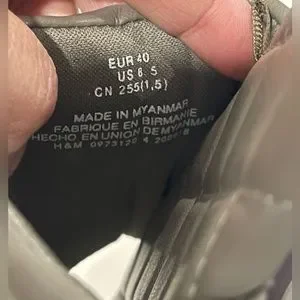 EUR 40
US 8.5
CN 255(1,5)
MADE IN MYANMAR
FABRIQUE EN BIRMANIE
HECHO EN UNION DE MYANMAR
H&M